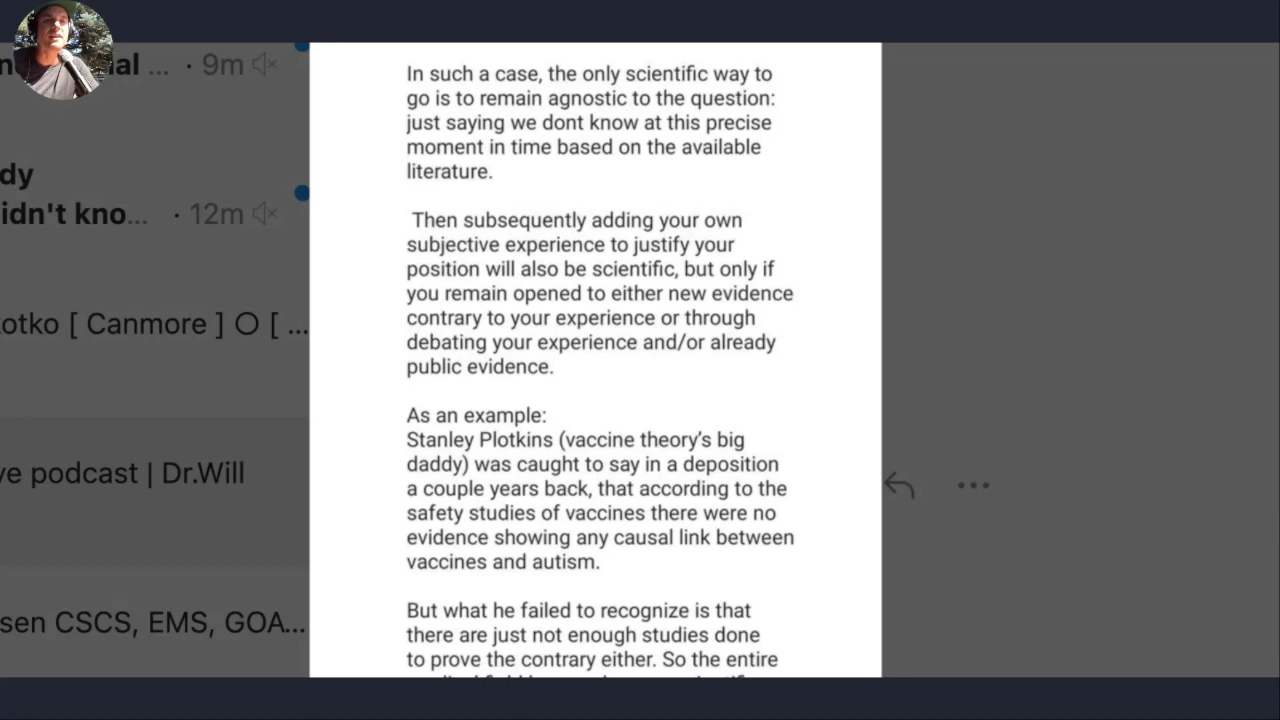 al ... · 9m
dy
idn't kno... · 12m
otko [ Canmore ] O [ ...
ve podcast | Dr.Will
sen CSCS, EMS, GOA...
In such a case, the only scientific way to
go is to remain agnostic to the question:
just saying we dont know at this precise
moment in time based on the available
literature.
Then subsequently adding your own
subjective experience to justify your
position will also be scientific, but only if
you remain opened to either new evidence
contrary to your experience or through
debating your experience and/or already
public evidence.
As an example:
Stanley Plotkins (vaccine theory’s big
daddy) was caught to say in a deposition
a couple years back, that according to the
safety studies of vaccines there were no
evidence showing any causal link between
vaccines and autism.
But what he failed to recognize is that
there are just not enough studies done
to prove the contrary either. So the entire